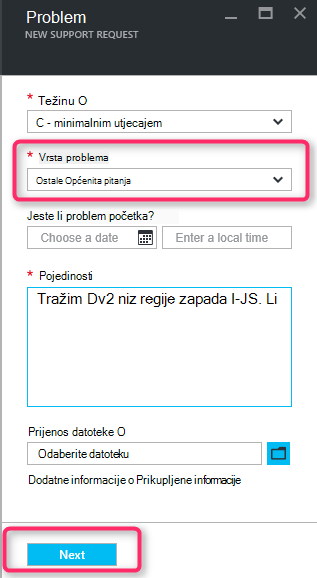 Problem
NEW SUPPORT REQUEST
* Težinu O
C - minimalnim utjecajem
* Vrsta problema
Ostale Općenita pitanja
Jeste li problem početka?
Choose a date
Enter a local time
* Pojedinosti
Tražim Dv2 niz regije zapada I-JS. Li
Prijenos datoteke O
Odaberite datoteku
Dodatne informacije o Prikupljene informacije
Next